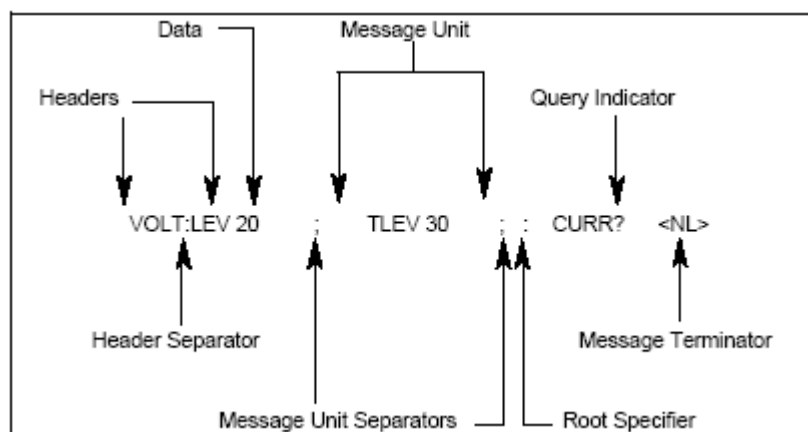 Data Message Unit
Headers
Query Indicator
VOLT:LEV 20 ; TLEV 30 ; : CURR? <NL>
Header Separator Message Terminator
Message Unit Separators Root Specifier